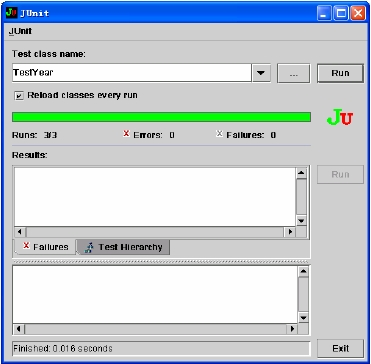 JUnit
JUnit
Test class name:
TestYear
...
Run
Reload classes every run
JU
Runs: 3/3
Errors: 0
Failures: 0
Results:
Run
Failures
Test Hierarchy
Finished: 0.016 seconds
Exit